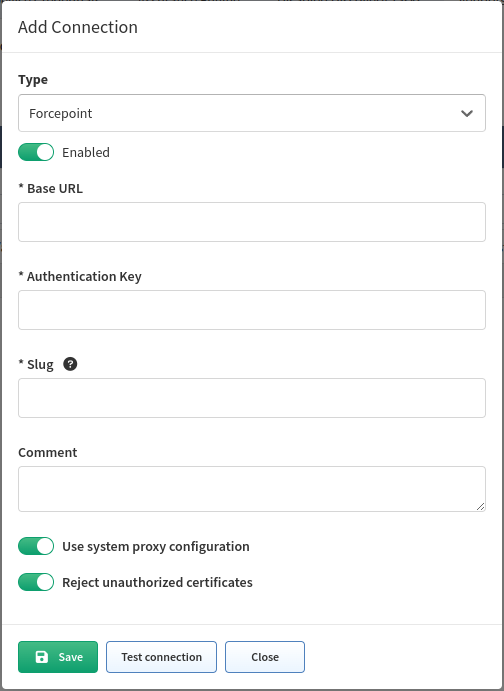 Add Connection
Type
Forcepoint
Enabled
* Base URL
* Authentication Key
* Slug ?
Comment
Use system proxy configuration
Reject unauthorized certificates
Save Test connection Close